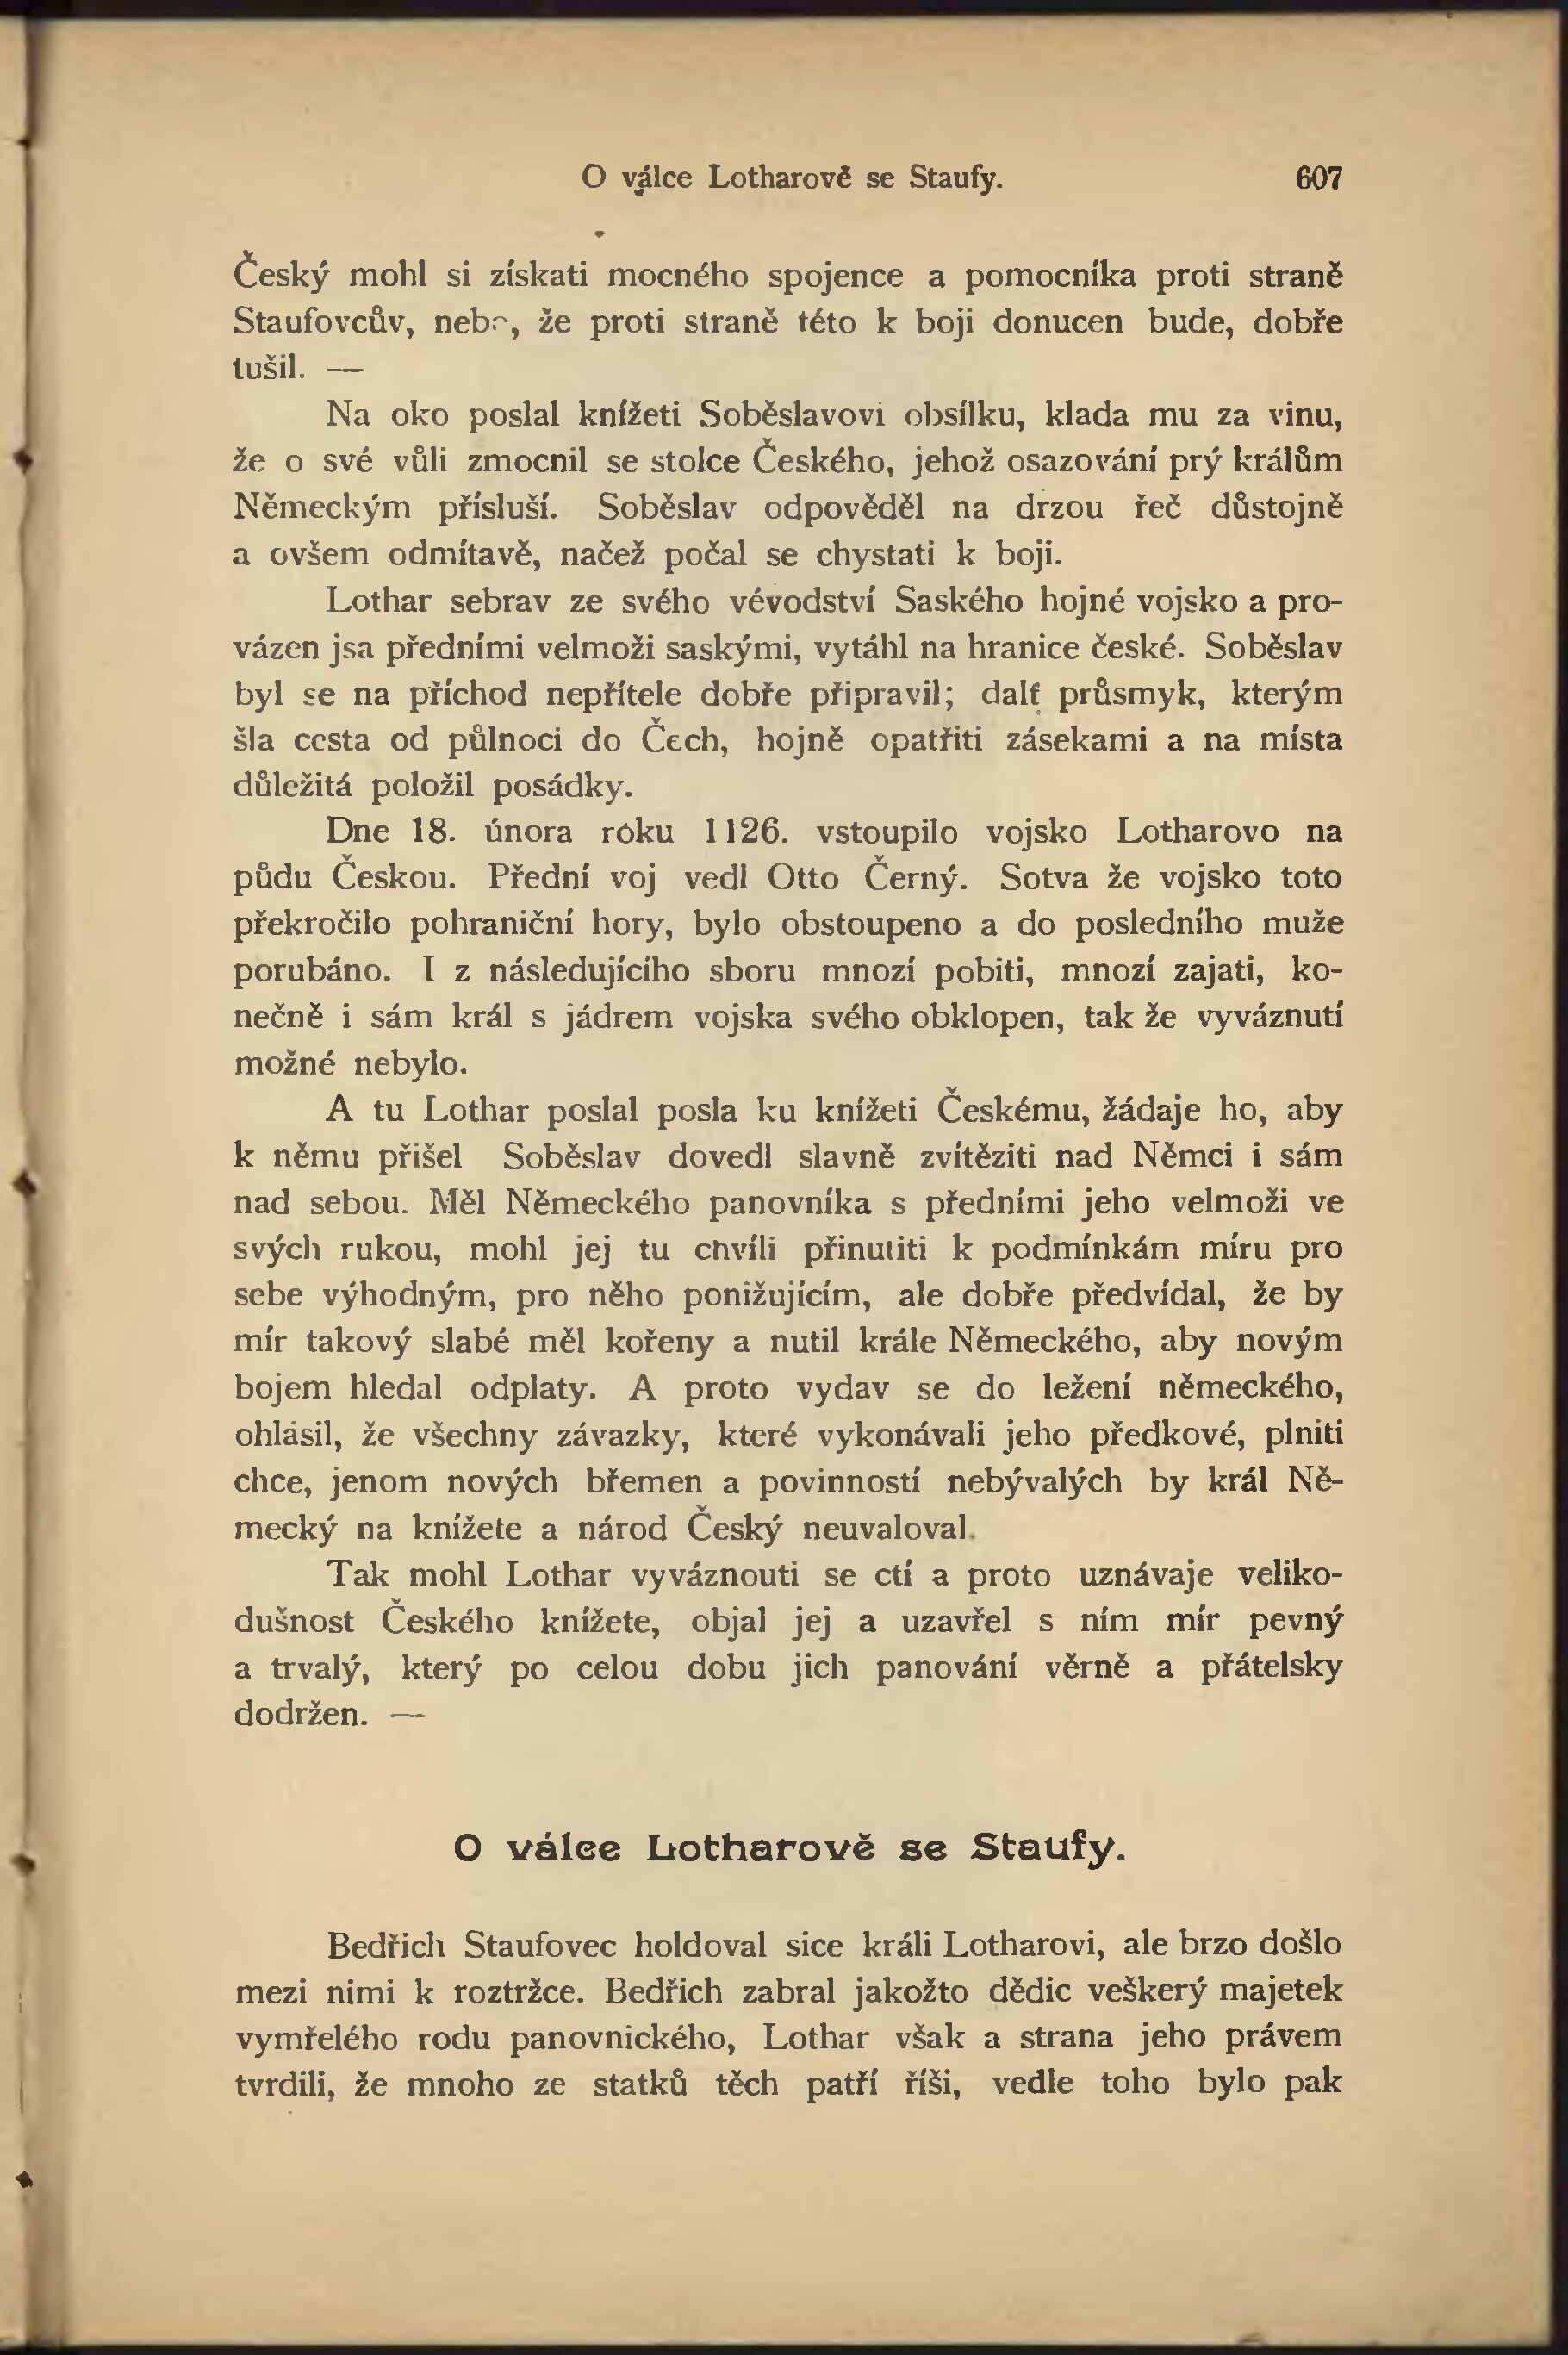 O válce Lotharově se Staufy. 607
Český mohl si získati mocného spojence a pomocníka proti straně
Staufovcův, nebo, že proti straně této k boji donucen bude, dobře
tušil. —
Na oko poslal knížeti Soběslavovi obsílku, klada mu za vinu,
že o své vůli zmocnil se stolce Českého, jehož osazování prý králům
Německým přísluší. Soběslav odpověděl na drzou řeč důstojně
a ovšem odmítavě, načež počal se chystati k boji.
Lothar sebrav ze svého vévodství Saského hojné vojsko a pro-
vázen jsa předními velmoži saskými, vytáhl na hranice české. Soběslav
byl se na příchod nepřítele dobře připravil; dalť průsmyk, kterým
šla cesta od půlnoci do Čech, hojně opatřiti zásekami a na místa
důležitá položil posádky.
Dne 18. února roku 1126. vstoupilo vojsko Lotharovo na
půdu Českou. Přední voj vedl Otto Černý. Sotva že vojsko toto
překročilo pohraniční hory, bylo obstoupeno a do posledního muže
porubáno. I z následujícího sboru mnozí pobiti, mnozí zajati, ko-
nečně i sám král s jádrem vojska svého obklopen, tak že vyváznutí
možné nebylo.
A tu Lothar poslal posla ku knížeti Českému, žádaje ho, aby
k němu přišel Soběslav dovedl slavně zvítěziti nad Němci i sám
nad sebou. Měl Německého panovníka s předními jeho velmoži ve
svých rukou, mohl jej tu chvíli přinutiti k podmínkám míru pro
sebe výhodným, pro něho ponižujícím, ale dobře předvídal, že by
mír takový slabé měl kořeny a nutil krále Německého, aby novým
bojem hledal odplaty. A proto vydav se do ležení německého,
ohlásil, že všechny závazky, které vykonávali jeho předkové, plniti
chce, jenom nových břemen a povinností nebývalých by král Ně-
mecký na knížete a národ Český neuvaloval.
Tak mohl Lothar vyváznouti se ctí a proto uznávaje veliko-
dušnost Českého knížete, objal jej a uzavřel s ním mír pevný
a trvalý, který po celou dobu jich panování věrně a přátelsky
dodržen. —
O válce Lotharově se Staufy.
Bedřich Staufovec holdoval sice králi Lotharovi, ale brzo došlo
mezi nimi k roztržce. Bedřich zabral jakožto dědic veškerý majetek
vymřelého rodu panovnického, Lothar však a strana jeho právem
tvrdili, že mnoho ze statků těch patří říši, vedle toho bylo pak